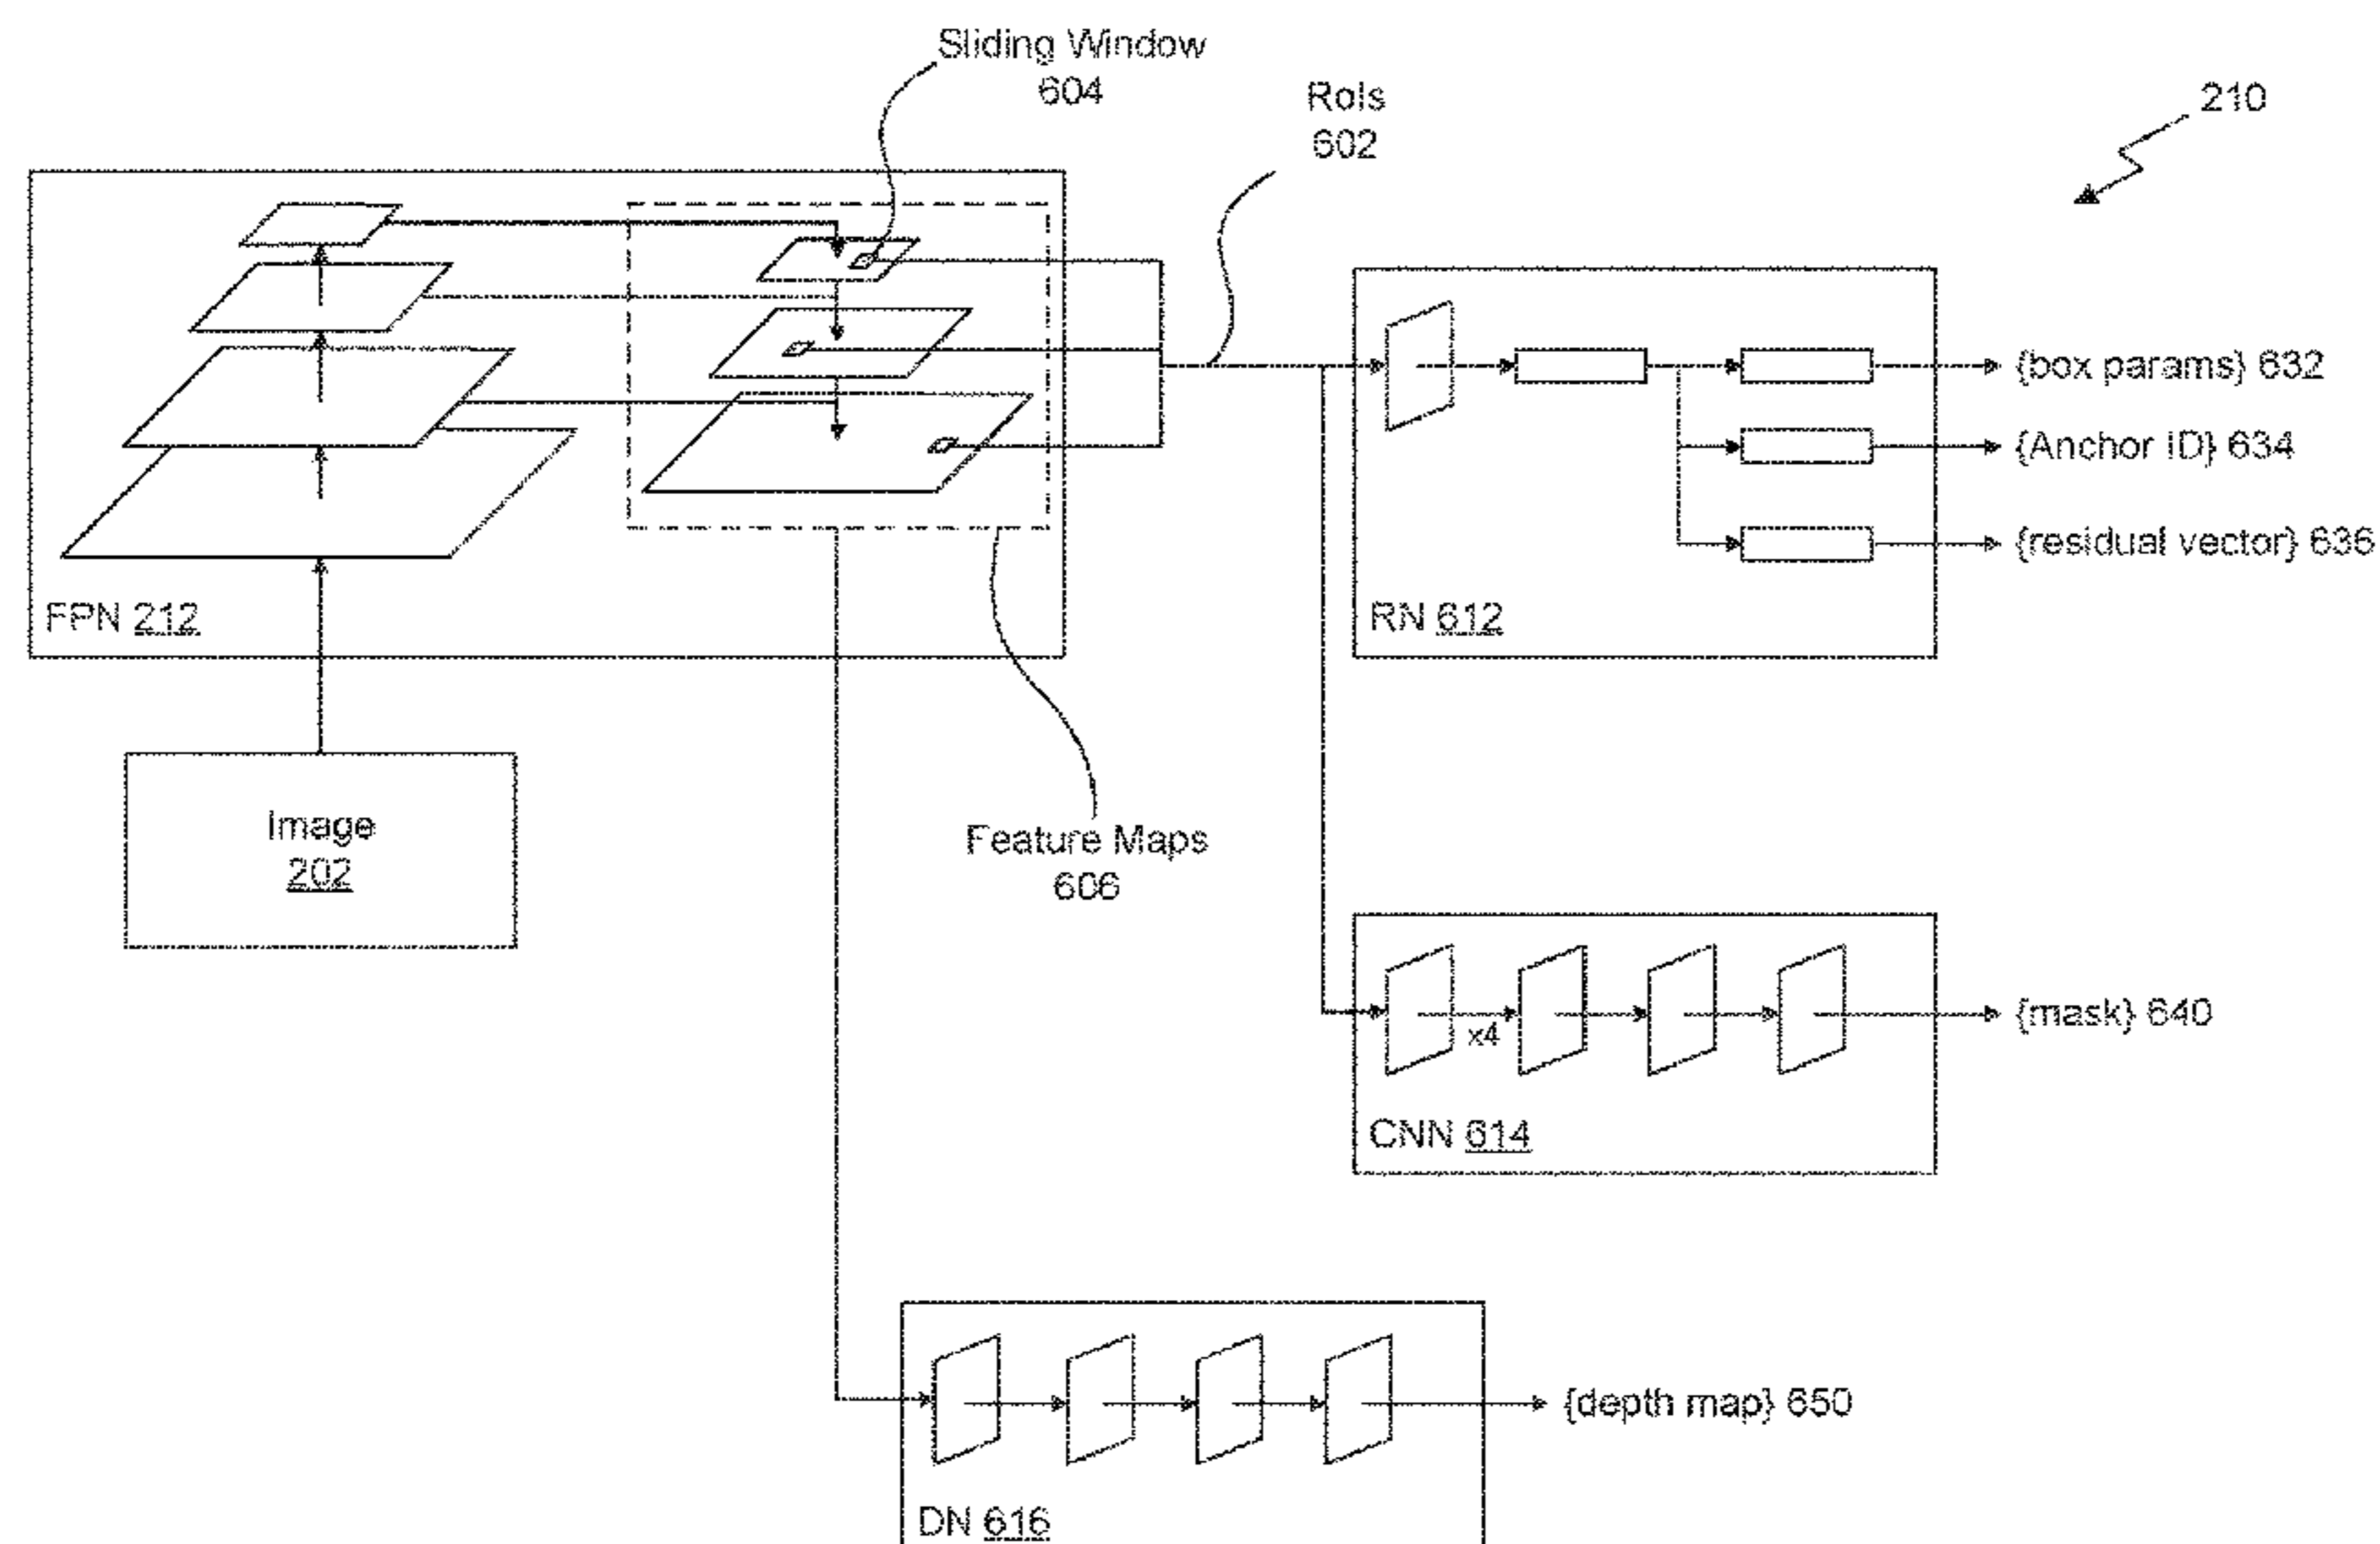 Sliding Window
604
RoIs
602
210
FPN 212
RN 612
{box params} 632
{Anchor ID} 634
{residual vector} 636
Image
202
Feature Maps
606
x4
CNN 614
{mask} 640
DN 616
{depth map} 650